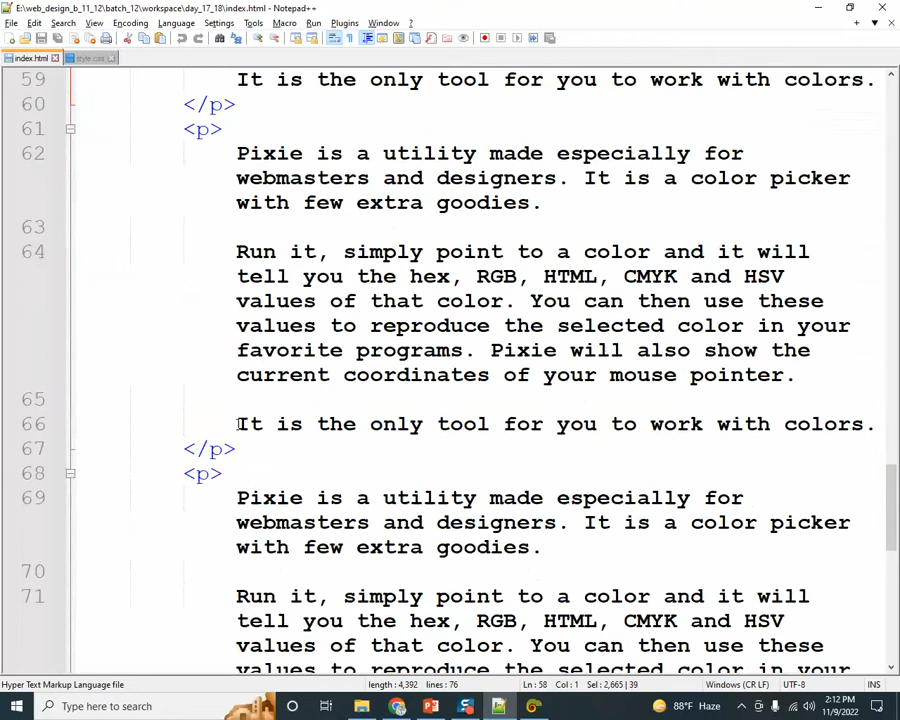 E:\web_design_b_11_12\batch_12\workspace\day_17_18\index.html - Notepad++
File Edit Search View Encoding Language Settings Tools Macro Run Plugins Window ?
index.html style.css
59 It is the only tool for you to work with colors.
60 </p>
61 <p>
62 Pixie is a utility made especially for
webmasters and designers. It is a color picker
with few extra goodies.
63
64 Run it, simply point to a color and it will
tell you the hex, RGB, HTML, CMYK and HSV
values of that color. You can then use these
values to reproduce the selected color in your
favorite programs. Pixie will also show the
current coordinates of your mouse pointer.
65
66 It is the only tool for you to work with colors.
67 </p>
68 <p>
69 Pixie is a utility made especially for
webmasters and designers. It is a color picker
with few extra goodies.
70
71 Run it, simply point to a color and it will
tell you the hex, RGB, HTML, CMYK and HSV
values of that color. You can then use these
values to reproduce the selected color in your
Hyper Text Markup Language file length : 4,392 lines : 76 Ln : 58 Col : 1 Sel : 2,665 | 39 Windows (CR LF) UTF-8 INS
Type here to search 88°F Haze 2:12 PM
11/9/2022